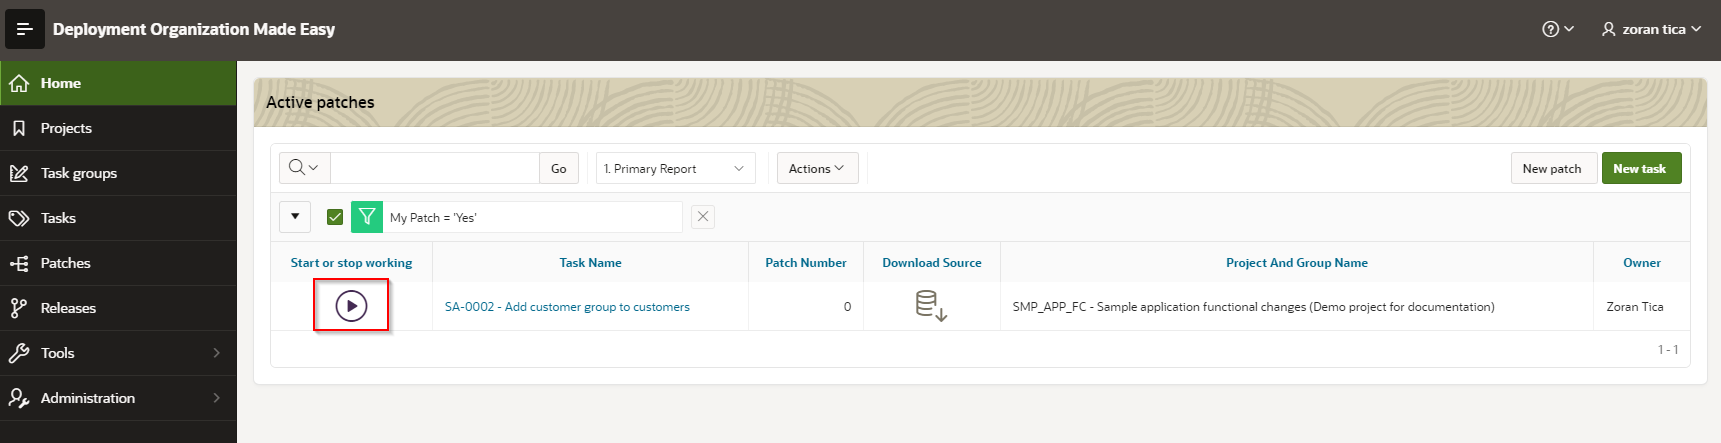 Deployment Organization Made Easy
zoran tica
Home
Projects
Task groups
Tasks
Patches
Releases
Tools
Administration
Active patches
Go
1. Primary Report
Actions
New patch
New task
My Patch = 'Yes'
Start or stop working
Task Name
Patch Number
Download Source
Project And Group Name
Owner
SA-0002 - Add customer group to customers
0
SMP_APP_FC - Sample application functional changes (Demo project for documentation)
Zoran Tica
1 - 1